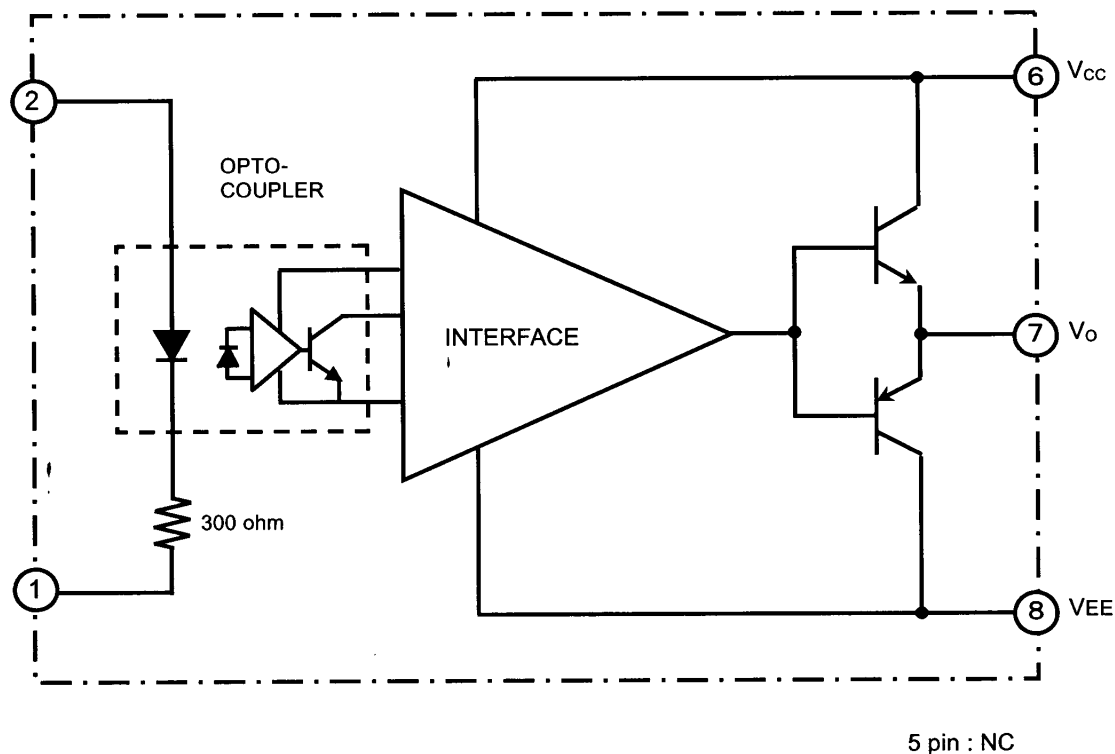 6 VCC
2
OPTO-
COUPLER
INTERFACE
7 VO
300 ohm
1
8 VEE
5 pin : NC